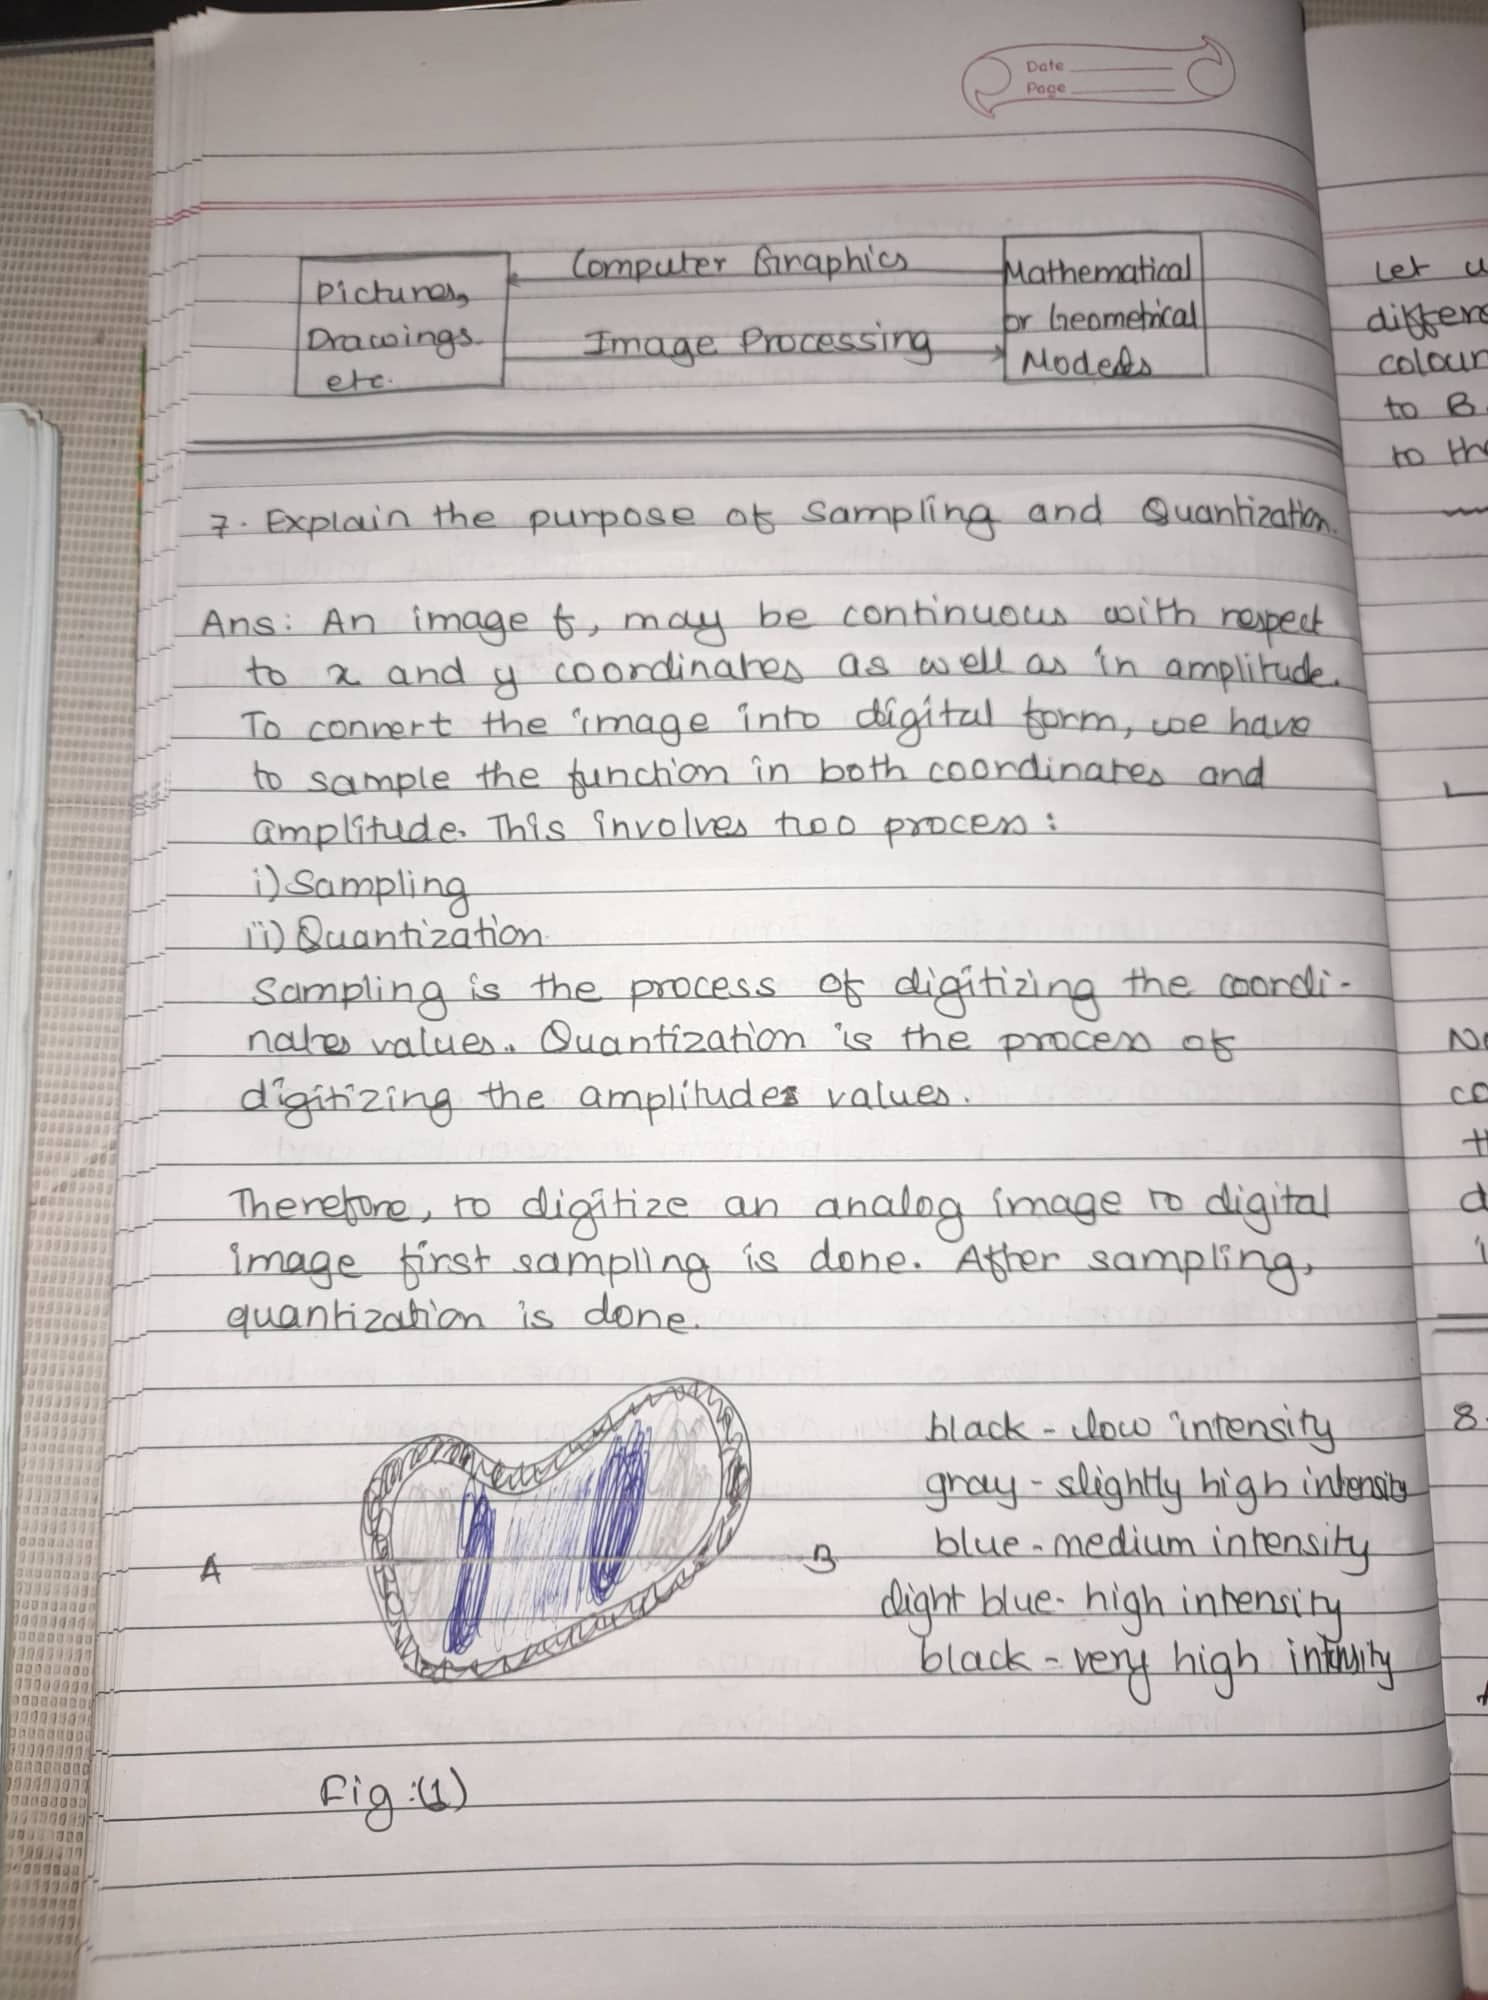 Date
Page
Computer Graphics
Pictures,
Drawings
etc.
Image Processing
Mathematical
or Geometrical
Models
7. Explain the purpose of Sampling and Quantization.
Ans: An image f, may be continuous with respect
to x and y coordinates as well as in amplitude.
To convert the image into digital form, we have
to sample the function in both coordinates and
amplitude. This involves two process:
i) Sampling
ii) Quantization.
Sampling is the process of digitizing the coordi-
nates values. Quantization is the process of
digitizing the amplitudes values.
Therefore, to digitize an analog image to digital
image first sampling is done. After sampling,
quantization is done.
black - low intensity
gray - slightly high intensity
blue - medium intensity
light blue - high intensity
black - very high intensity
A
B
Fig:(1)
Let
colour
to B
to
8.